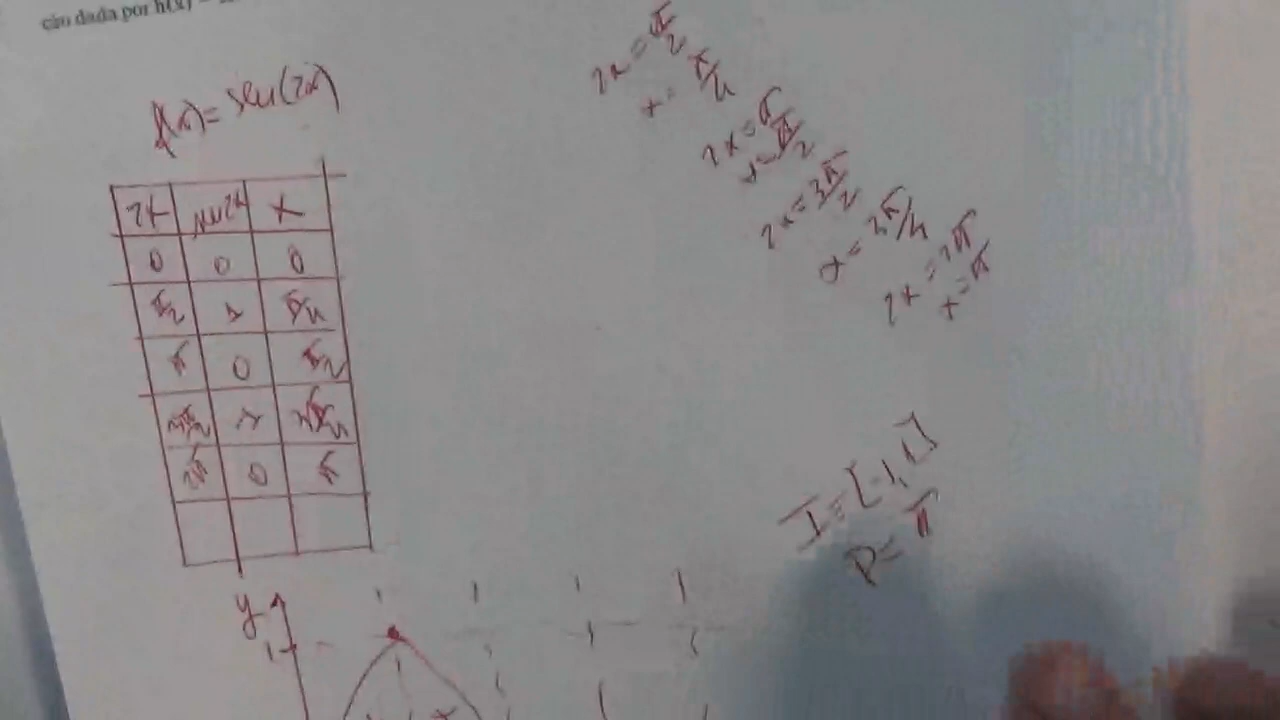 ção dada por h(x) =
f(x) = sen(2x)
2x sen2x x
0 0 0
π/2 1 π/4
π 0 π/2
3π/2 -1 3π/4
2π 0 π
2x = π/2
x = π/4
2x = π
x = π/2
2x = 3π/2
x = 3π/4
2x = 2π
x = π
I = [-1,1]
P = π
y
1